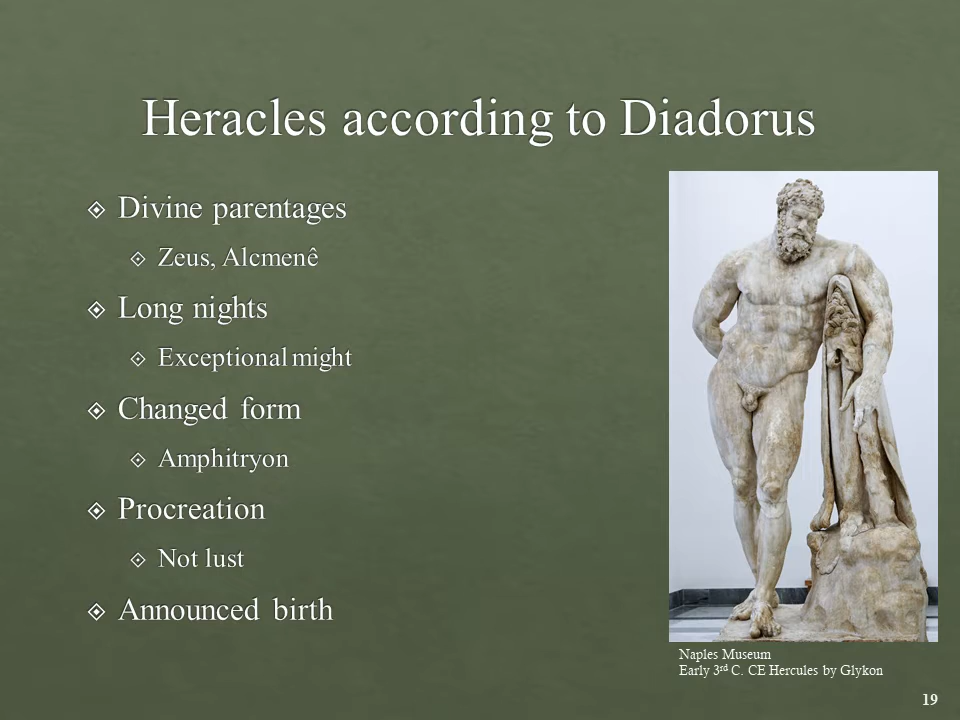 Heracles according to Diadorus
Divine parentages
Zeus, Alcmenê
Long nights
Exceptional might
Changed form
Amphitryon
Procreation
Not lust
Announced birth
Naples Museum
Early 3rd C. CE Hercules by Glykon
19